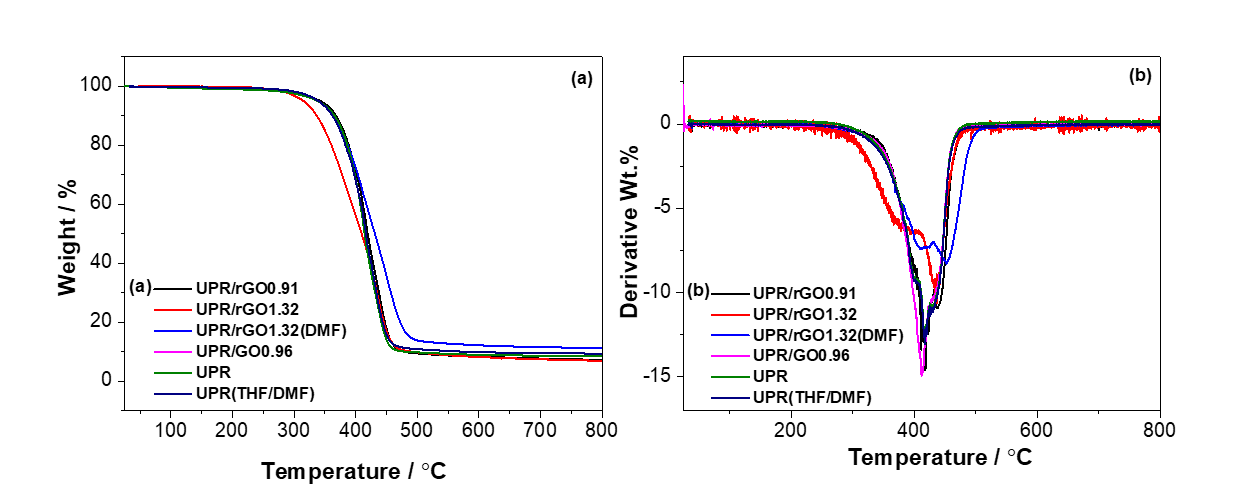 (a)
100
80
60
40
20
0
Weight / %
(a)
UPR/rGO0.91
UPR/rGO1.32
UPR/rGO1.32(DMF)
UPR/GO0.96
UPR
UPR(THF/DMF)
100 200 300 400 500 600 700 800
Temperature / °C
(b)
0
-5
-10
-15
Derivative Wt.%
(b)
UPR/rGO0.91
UPR/rGO1.32
UPR/rGO1.32(DMF)
UPR/GO0.96
UPR
UPR(THF/DMF)
200 400 600 800
Temperature / °C